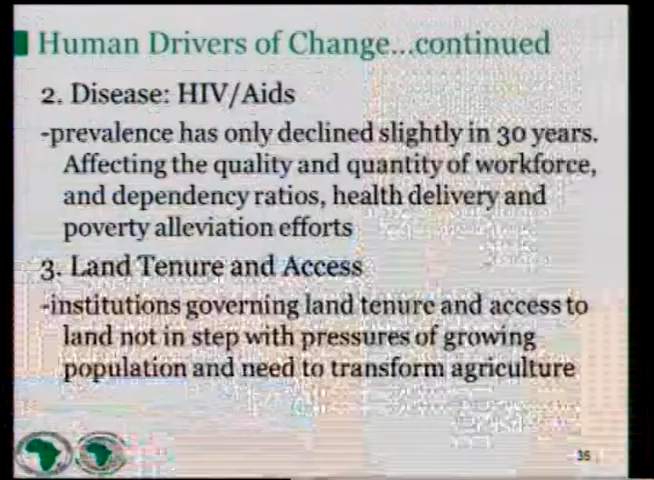 Human Drivers of Change...continued
2. Disease: HIV/Aids
-prevalence has only declined slightly in 30 years.
Affecting the quality and quantity of workforce,
and dependency ratios, health delivery and
poverty alleviation efforts
3. Land Tenure and Access
-institutions governing land tenure and access to
land not in step with pressures of growing
population and need to transform agriculture
35